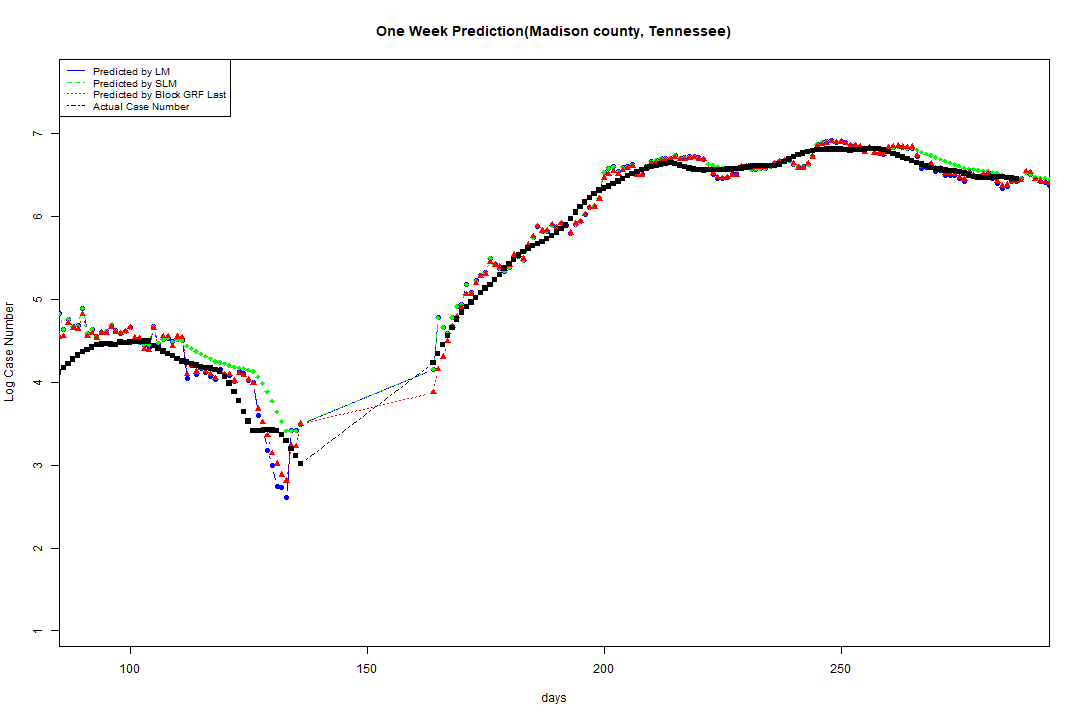 One Week Prediction(Madison county, Tennessee)
Predicted by LM
Predicted by SLM
Predicted by Block GRF Last
Actual Case Number
7
6
5
4
3
2
1
Log Case Number
100 150 200 250
days